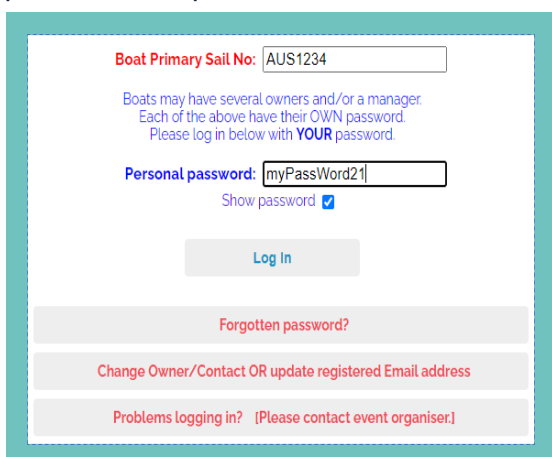 Boat Primary Sail No: AUS1234
Boats may have several owners and/or a manager.
Each of the above have their OWN password.
Please log in below with YOUR password.
Personal password: myPassWord21
Show password
Log In
Forgotten password?
Change Owner/Contact OR update registered Email address
Problems logging in? [Please contact event organiser.]